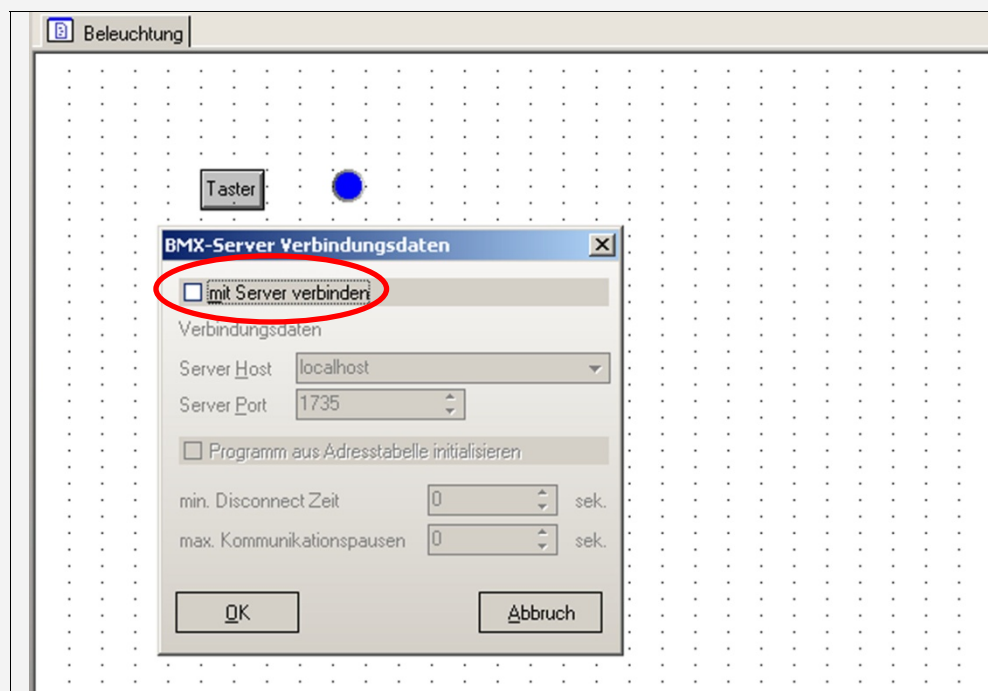 Beleuchtung
Taster
BMX-Server Verbindungsdaten
mit Server verbinden
Verbindungsdaten
Server Host localhost
Server Port 1735
Programm aus Adresstabelle initialisieren
min. Disconnect Zeit 0 sek.
max. Kommunikationspausen 0 sek.
OK Abbruch